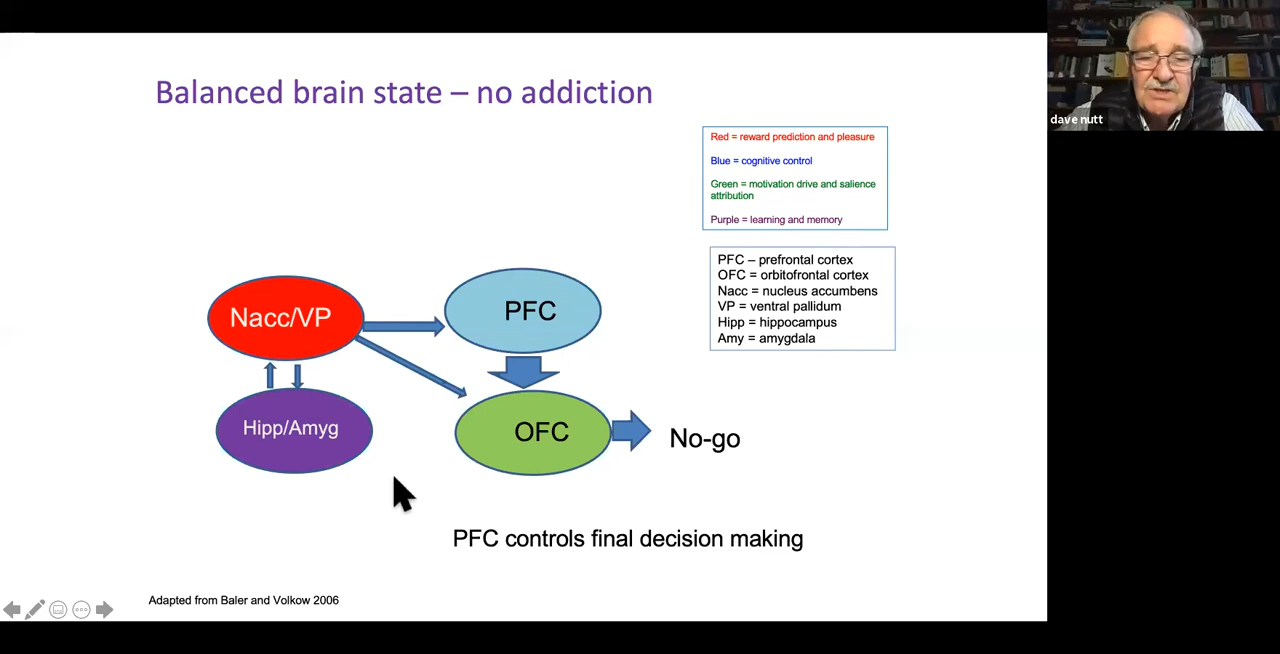 Balanced brain state – no addiction
dave nutt
Red = reward prediction and pleasure
Blue = cognitive control
Green = motivation drive and salience
attribution
Purple = learning and memory
PFC – prefrontal cortex
OFC = orbitofrontal cortex
Nacc = nucleus accumbens
VP = ventral pallidum
Hipp = hippocampus
Amy = amygdala
Nacc/VP
PFC
Hipp/Amyg
OFC
No-go
PFC controls final decision making
Adapted from Baler and Volkow 2006